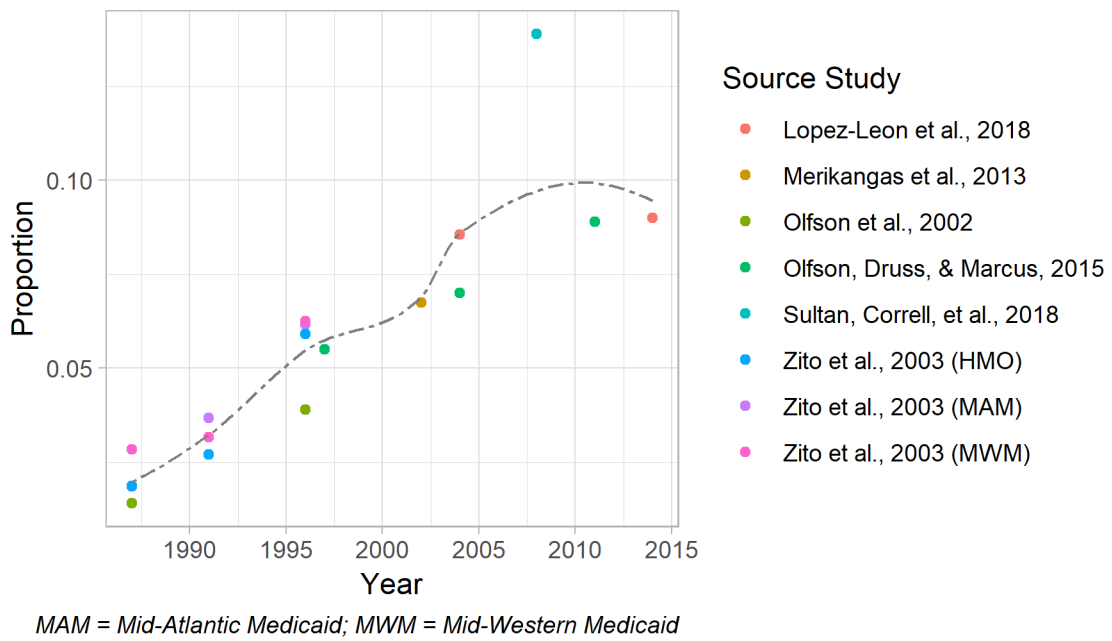 Proportion
0.10
0.05
1990 1995 2000 2005 2010 2015
Year
Source Study
Lopez-Leon et al., 2018
Merikangas et al., 2013
Olfson et al., 2002
Olfson, Druss, & Marcus, 2015
Sultan, Correll, et al., 2018
Zito et al., 2003 (HMO)
Zito et al., 2003 (MAM)
Zito et al., 2003 (MWM)
MAM = Mid-Atlantic Medicaid; MWM = Mid-Western Medicaid